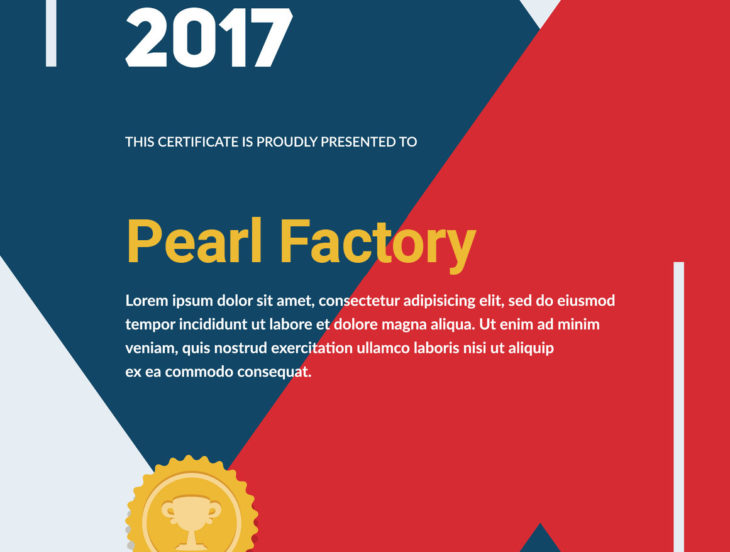 2017
THIS CERTIFICATE IS PROUDLY PRESENTED TO
Pearl Factory
Lorem ipsum dolor sit amet, consectetur adipisicing elit, sed do eiusmod
tempor incididunt ut labore et dolore magna aliqua. Ut enim ad minim
veniam, quis nostrud exercitation ullamco laboris nisi ut aliquip
ex ea commodo consequat.